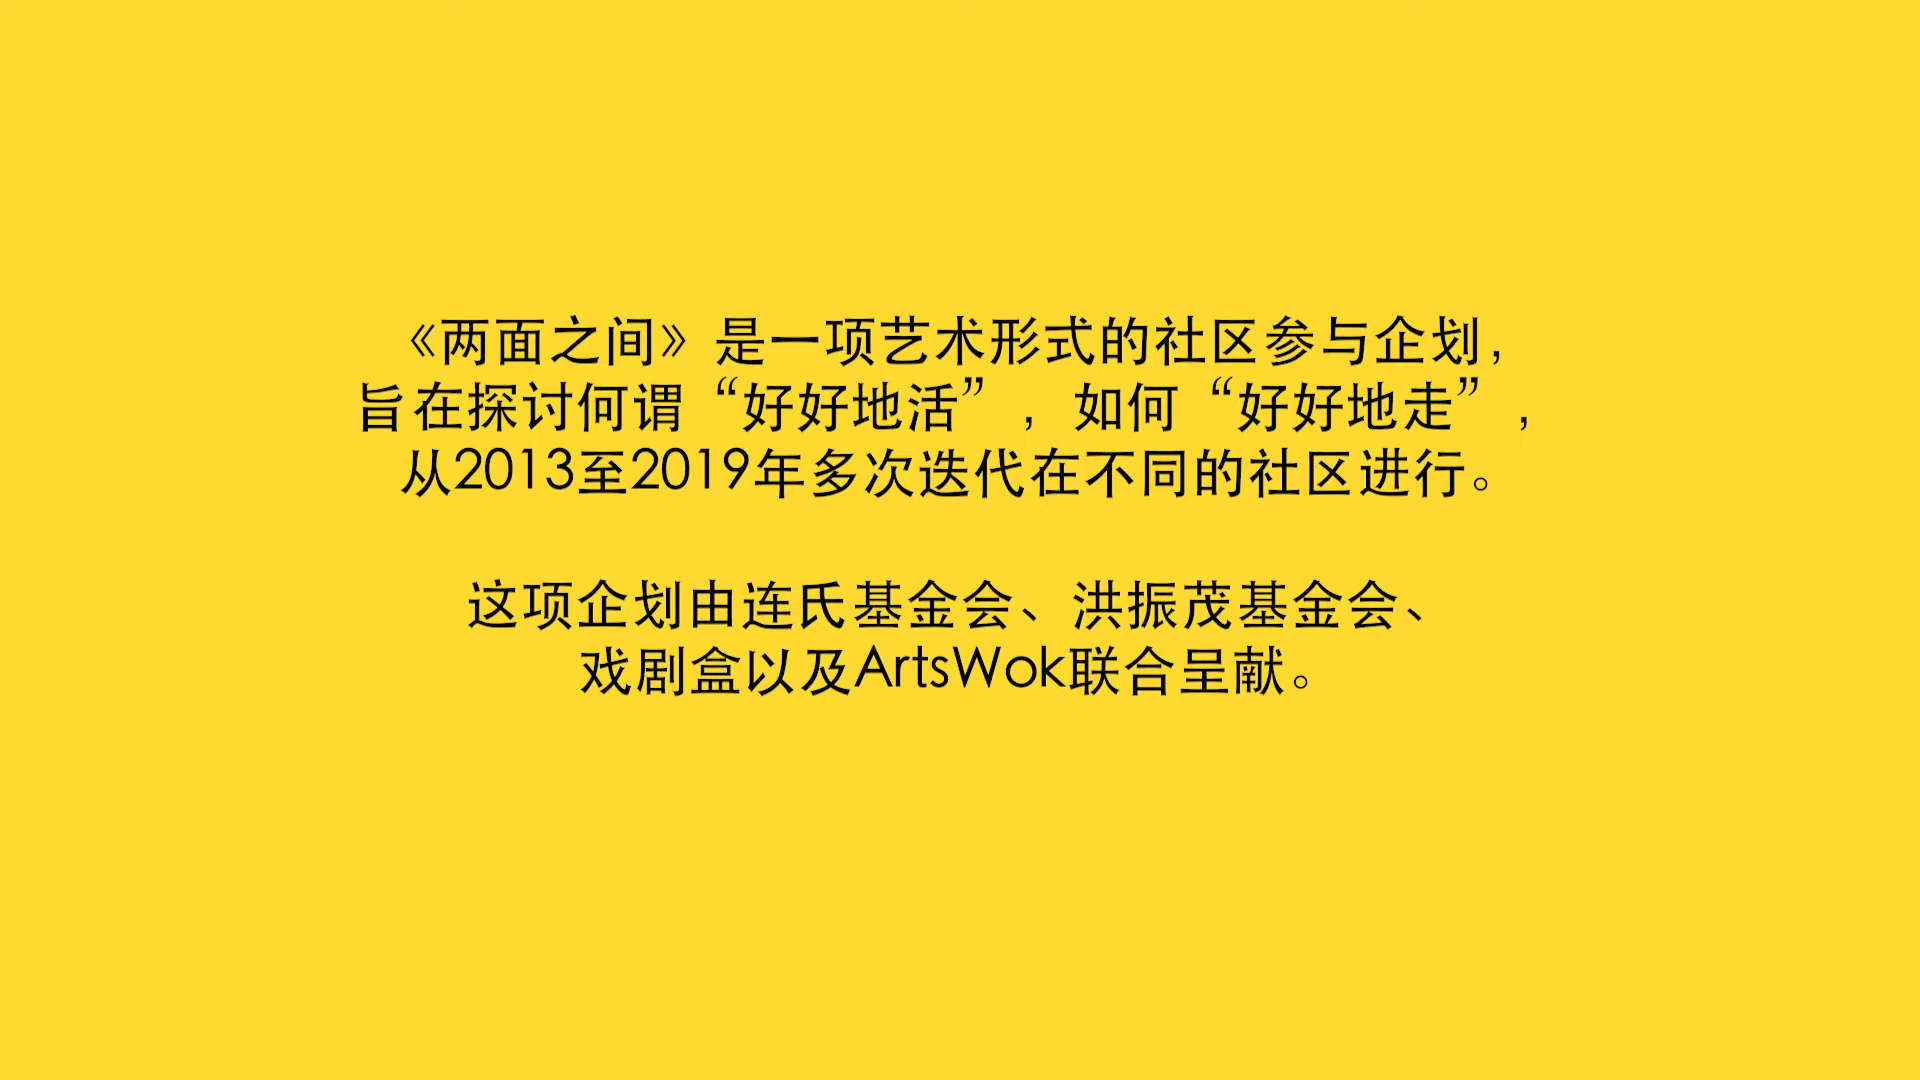 《两面之间》是一项艺术形式的社区参与企划，
旨在探讨何谓“好好地活”，如何“好好地走”，
从2013至2019年多次迭代在不同的社区进行。
这项企划由连氏基金会、洪振茂基金会、
戏剧盒以及ArtsWok联合呈献。